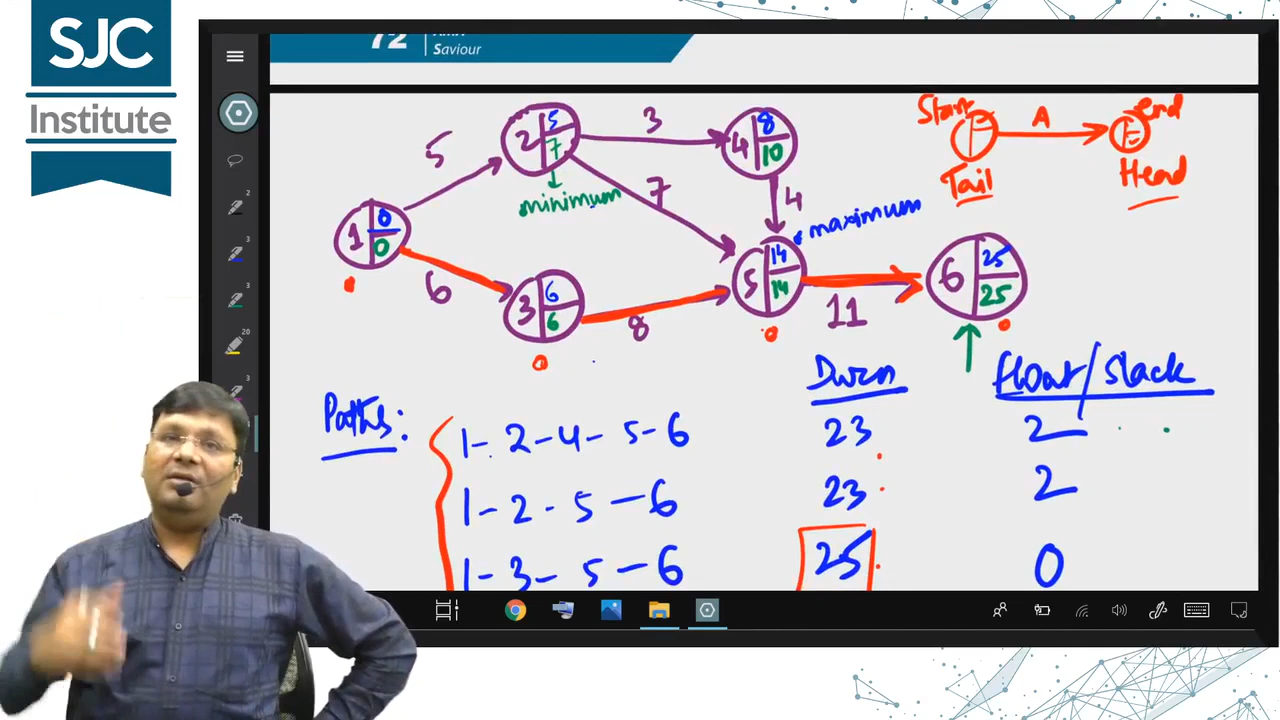 SJC
Institute
72
Saviour
5
3
7
4
6
8
11
1 0 0
2 5 7
minimum
4 8 10
3 6 6
5 14 14
maximum
6 25 25
Start
A
end
Tail
Head
Paths:
Float/Slack
1-2-4-5-6 23 2
1-2-5-6 23 2
1-3-5-6 25 0